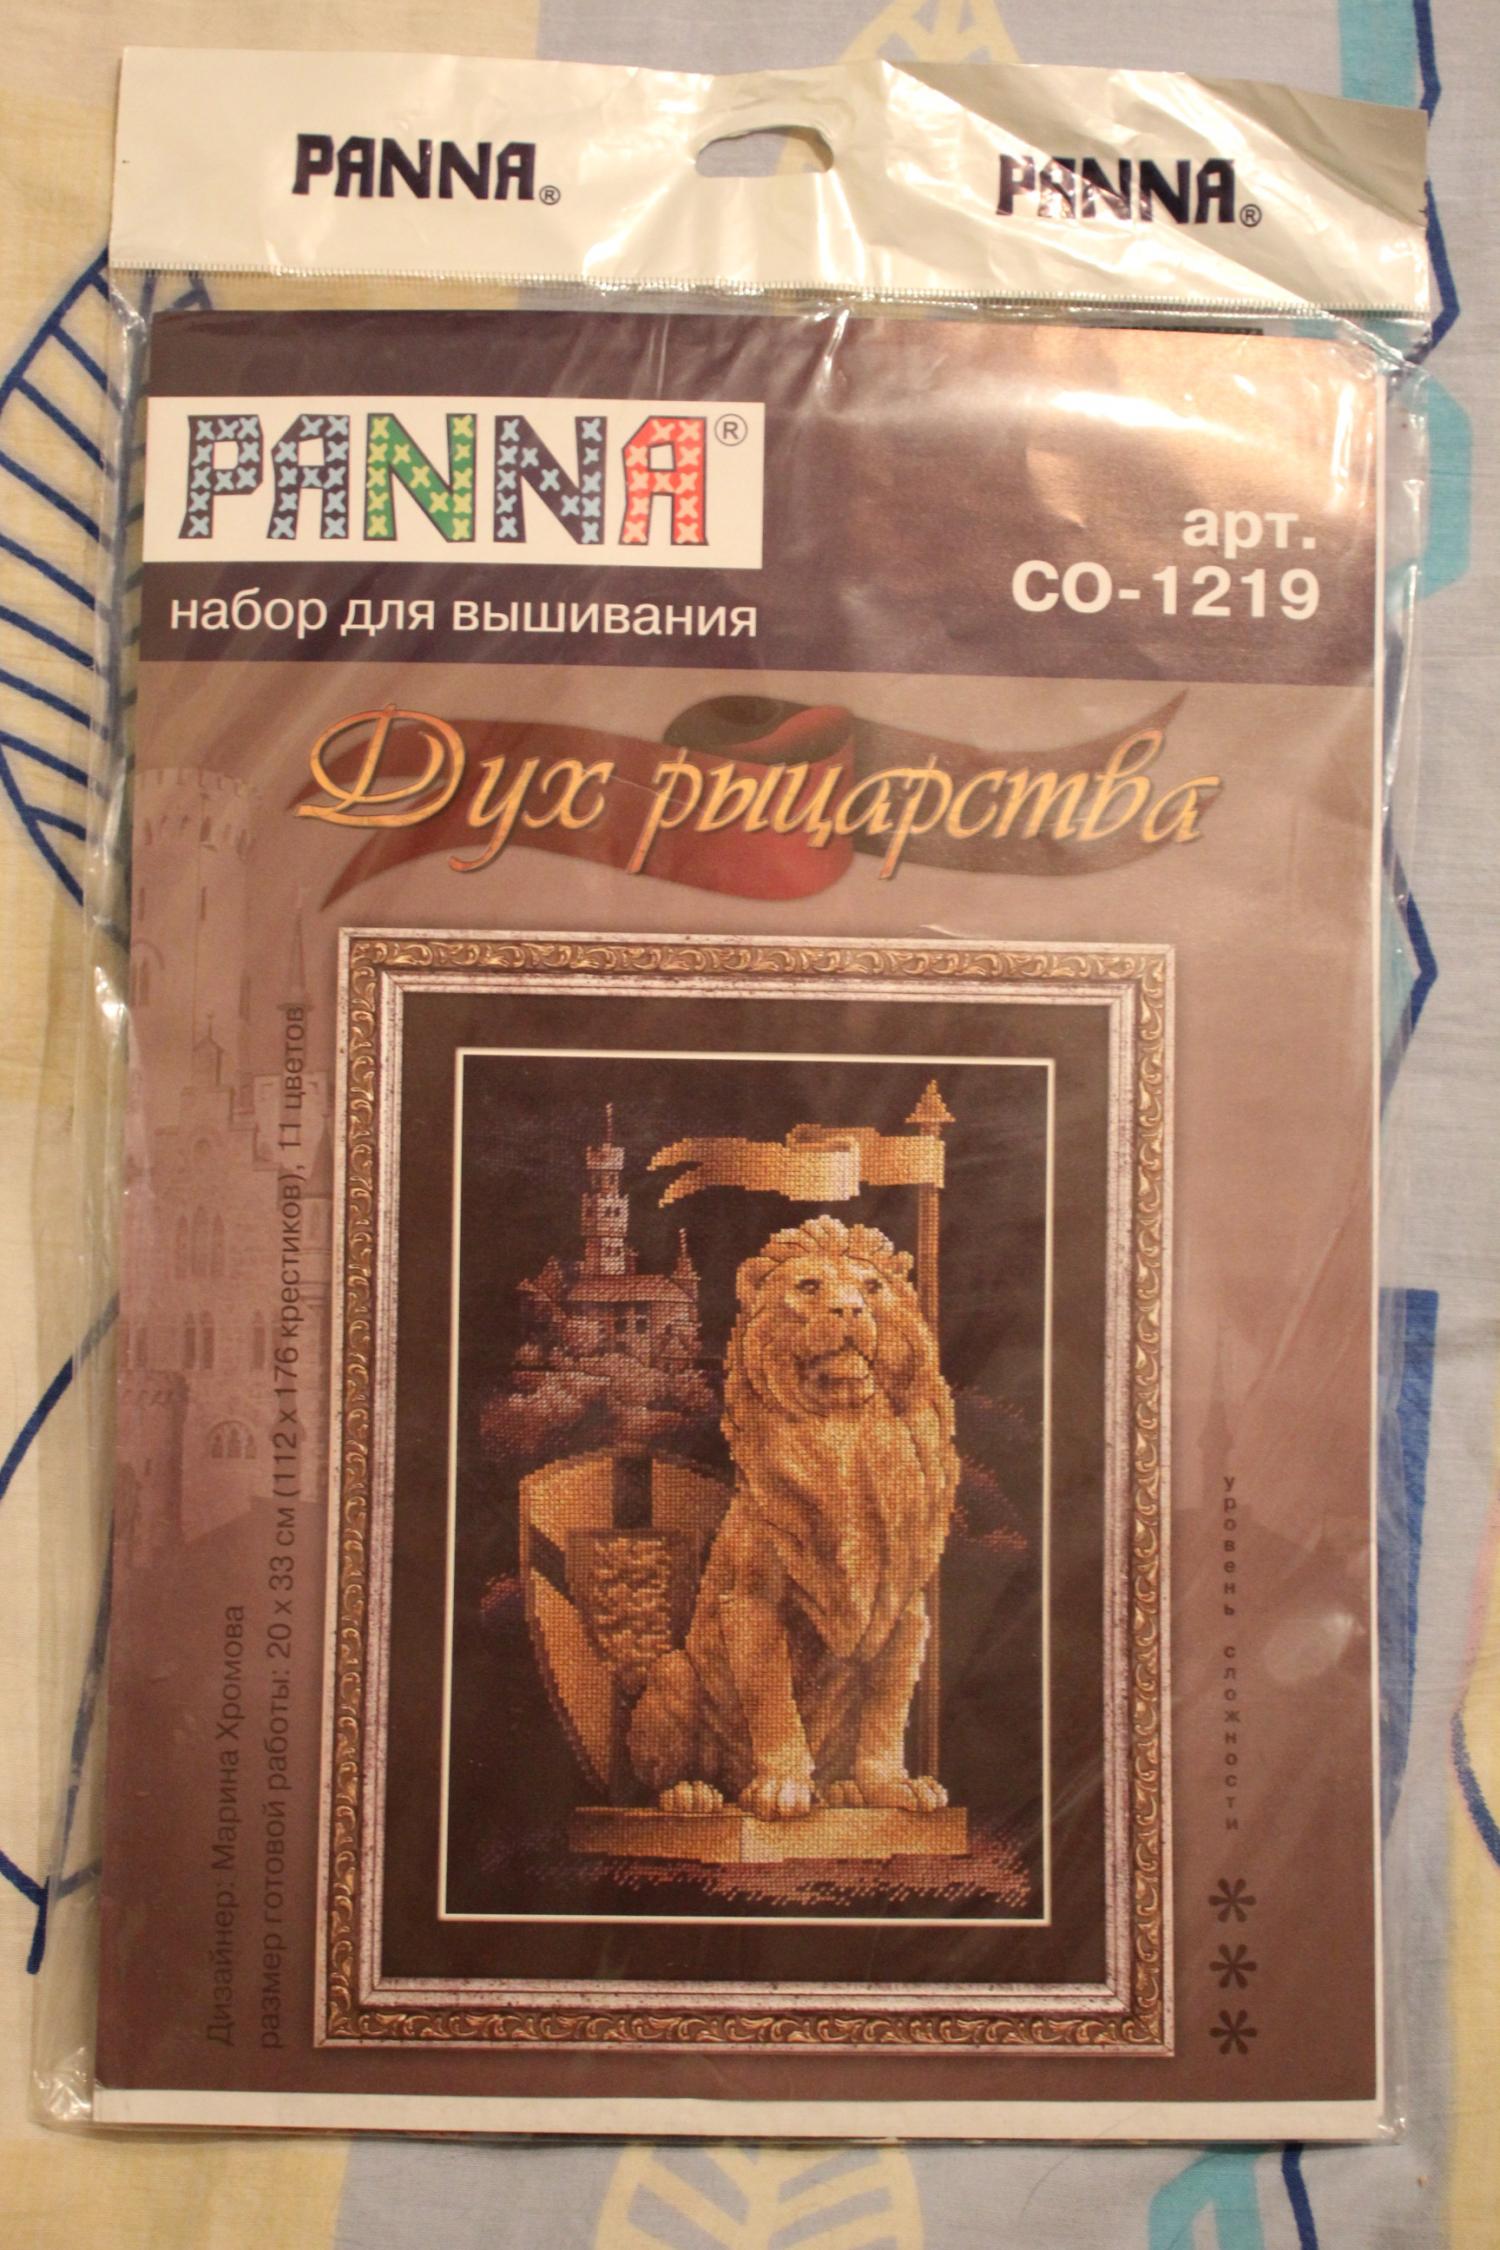 PANNA®
PANNA®
PANNA®
набор для вышивания
арт.
СО-1219
Дух рыцарства
Дизайнер: Марина Хромова
размер готовой работы: 20 х 33 см (112 х 176 крестиков), 11 цветов
уровень сложности
* * *